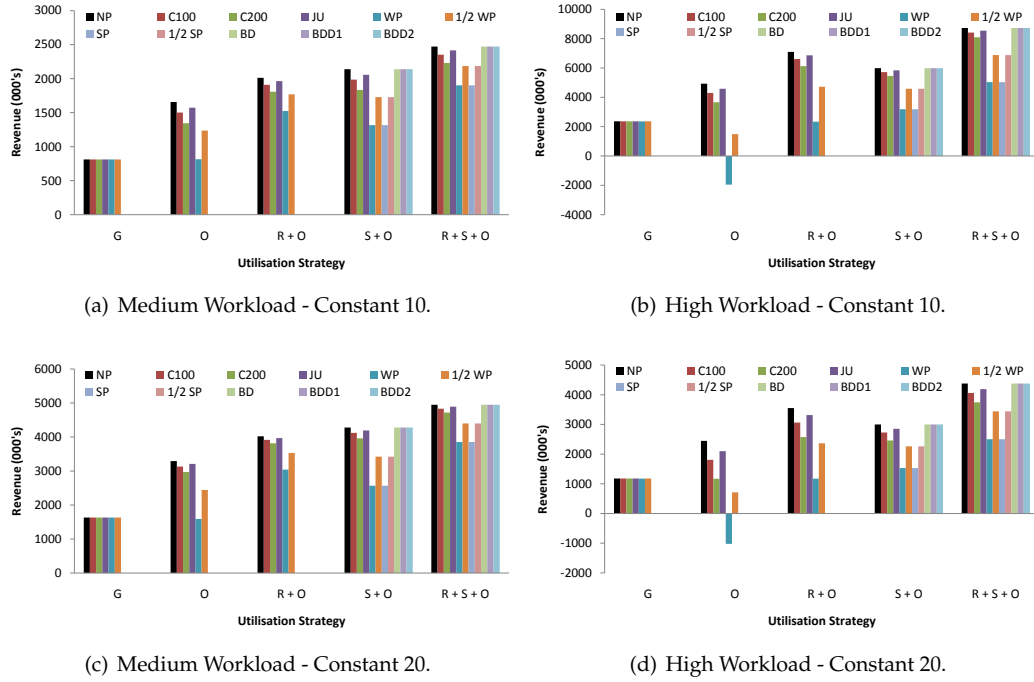 NP C100 C200 JU WP 1/2 WP
SP 1/2 SP BD BDD1 BDD2
Revenue (000's)
3000
2500
2000
1500
1000
500
0
G O R + O S + O R + S + O
Utilisation Strategy
(a) Medium Workload - Constant 10.
NP C100 C200 JU WP 1/2 WP
SP 1/2 SP BD BDD1 BDD2
Revenue (000's)
10000
8000
6000
4000
2000
0
-2000
-4000
G O R + O S + O R + S + O
Utilisation Strategy
(b) High Workload - Constant 10.
NP C100 C200 JU WP 1/2 WP
SP 1/2 SP BD BDD1 BDD2
Revenue (000's)
6000
5000
4000
3000
2000
1000
0
G O R + O S + O R + S + O
Utilisation Strategy
(c) Medium Workload - Constant 20.
NP C100 C200 JU WP 1/2 WP
SP 1/2 SP BD BDD1 BDD2
Revenue (000's)
5000
4000
3000
2000
1000
0
-1000
-2000
G O R + O S + O R + S + O
Utilisation Strategy
(d) High Workload - Constant 20.